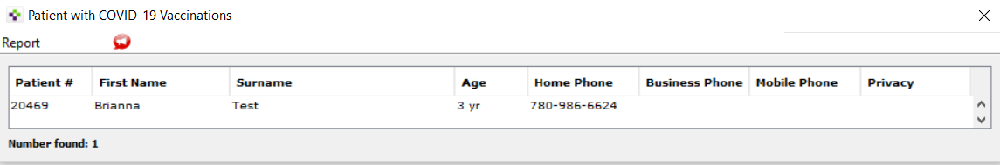 Patient with COVID-19 Vaccinations
Report
Patient # First Name Surname Age Home Phone Business Phone Mobile Phone Privacy
20469 Brianna Test 3 yr 780-986-6624
Number found: 1